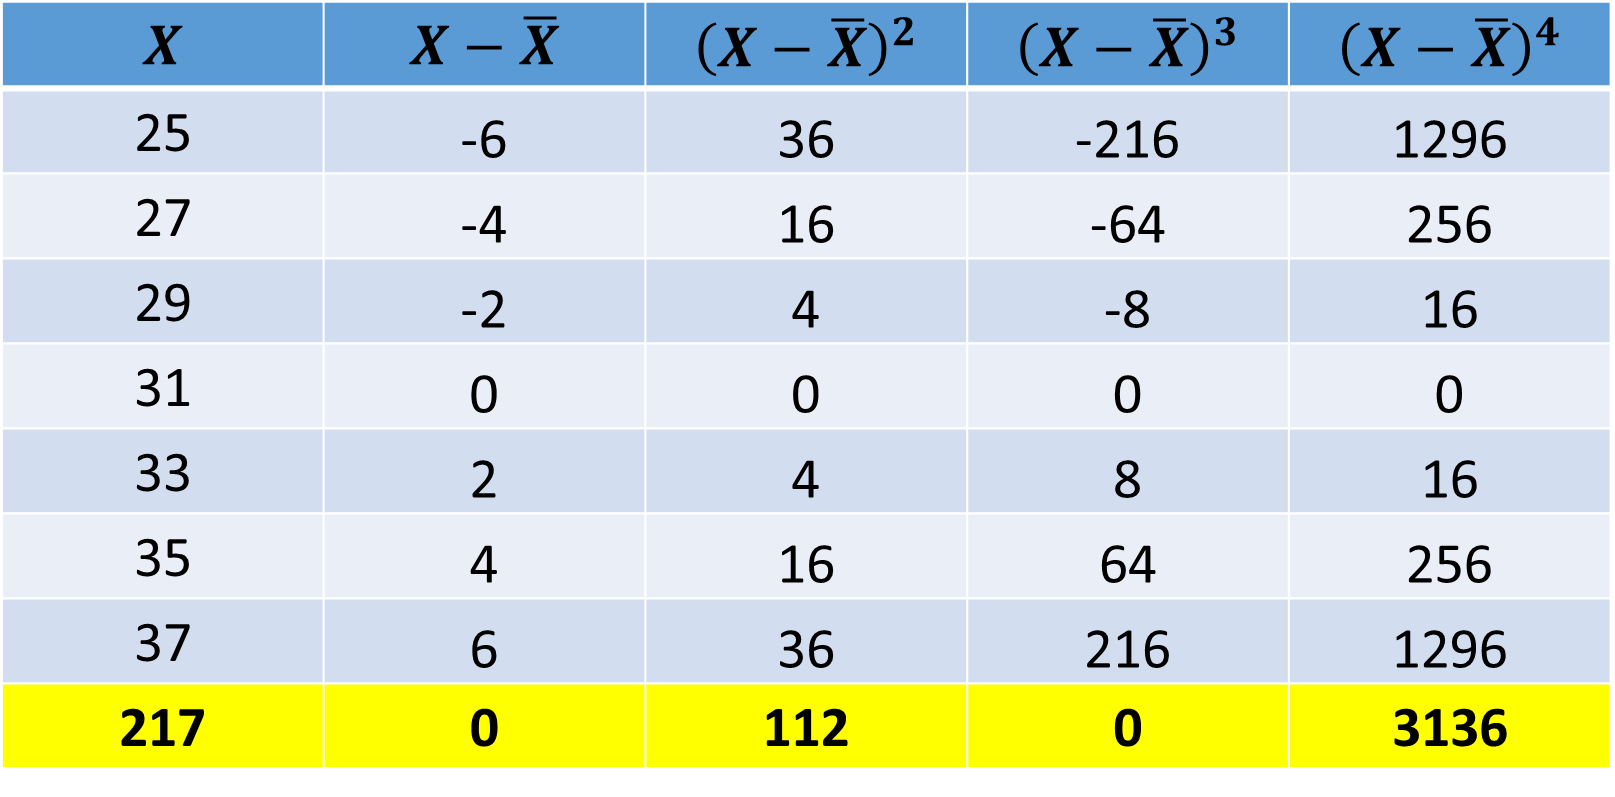 X X − X̅ (X − X̅)² (X − X̅)³ (X − X̅)⁴
25 -6 36 -216 1296
27 -4 16 -64 256
29 -2 4 -8 16
31 0 0 0 0
33 2 4 8 16
35 4 16 64 256
37 6 36 216 1296
217 0 112 0 3136